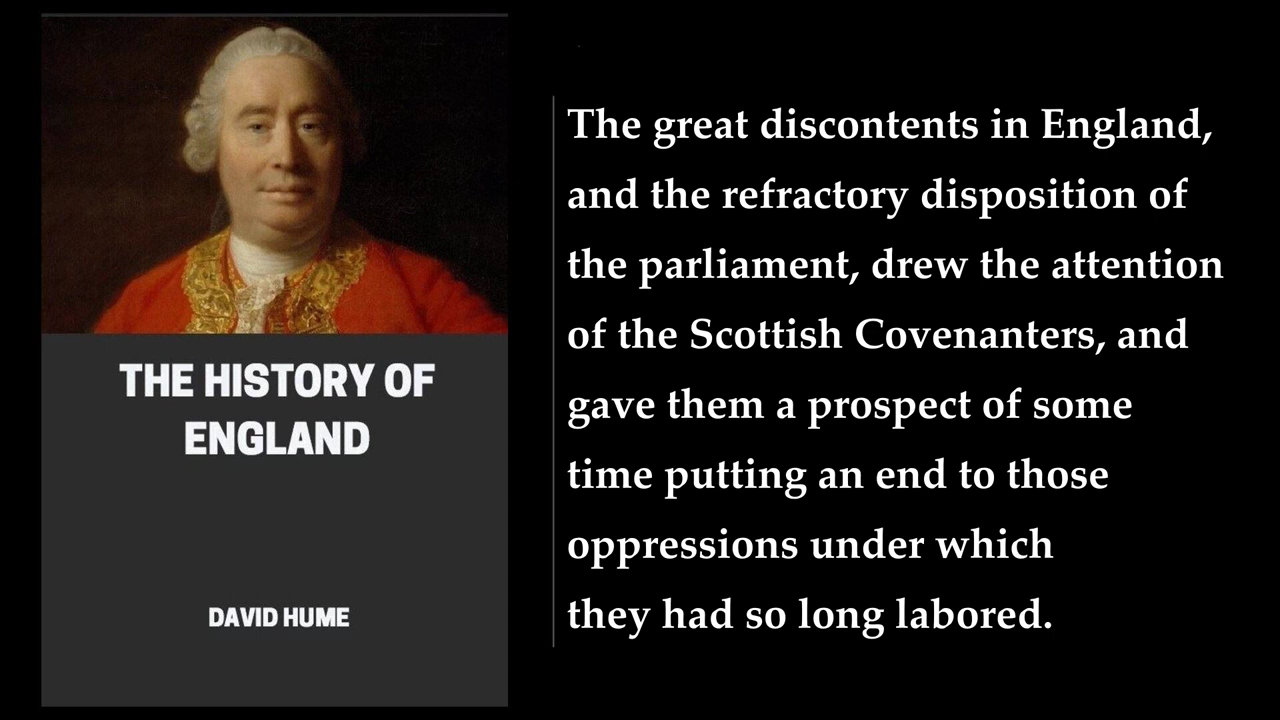 THE HISTORY OF
ENGLAND
DAVID HUME
The great discontents in England,
and the refractory disposition of
the parliament, drew the attention
of the Scottish Covenanters, and
gave them a prospect of some
time putting an end to those
oppressions under which
they had so long labored.